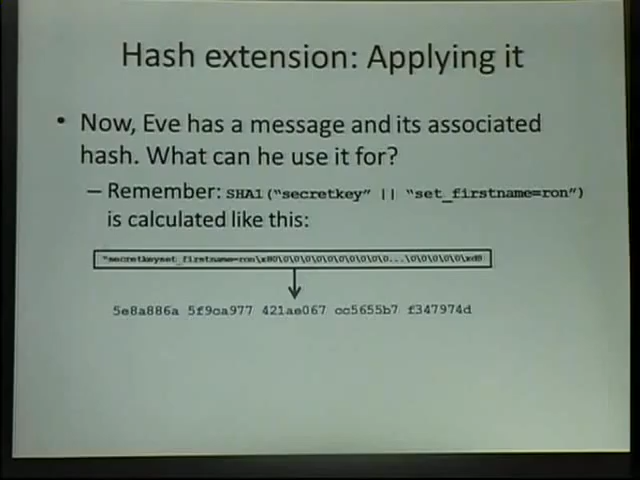 Hash extension: Applying it
• Now, Eve has a message and its associated
hash. What can he use it for?
– Remember: SHA1("secretkey" || "set_firstname=ron")
is calculated like this:
"secretkeyset_firstname=ron\x80\0\0\0\0\0\0\0\0\0\0...\0\0\0\0\0\xd0
5e8a886a 5f9ca977 421ae067 cc5655b7 f347974d